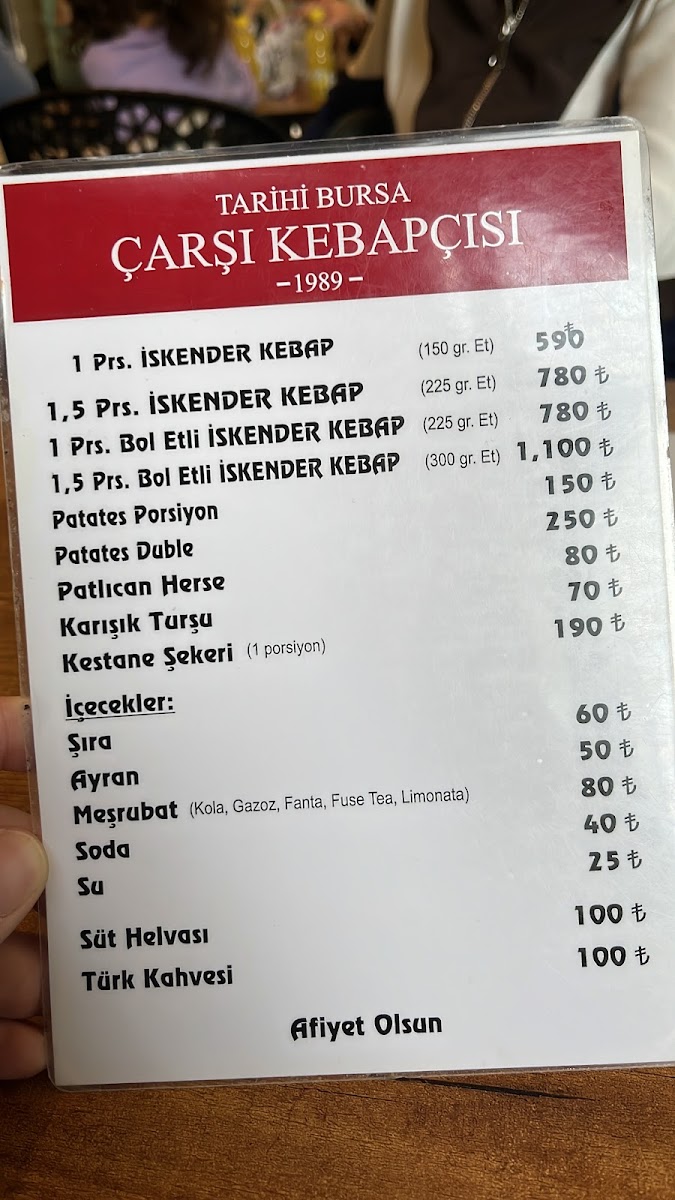 TARİHİ BURSA
ÇARŞI KEBAPÇISI
–1989–
1 Prs. İSKENDER KEBAP (150 gr. Et) 590 ₺
1,5 Prs. İSKENDER KEBAP (225 gr. Et) 780 ₺
1 Prs. Bol Etli İSKENDER KEBAP (225 gr. Et) 780 ₺
1,5 Prs. Bol Etli İSKENDER KEBAP (300 gr. Et) 1,100 ₺
Patates Porsiyon 150 ₺
Patates Duble 250 ₺
Patlıcan Herse 80 ₺
Karışık Turşu 70 ₺
Kestane Şekeri (1 porsiyon) 190 ₺
İçecekler:
Şıra 60 ₺
Ayran 50 ₺
Meşrubat (Kola, Gazoz, Fanta, Fuse Tea, Limonata) 80 ₺
Soda 40 ₺
Su 25 ₺
Süt Helvası 100 ₺
Türk Kahvesi 100 ₺
Afiyet Olsun